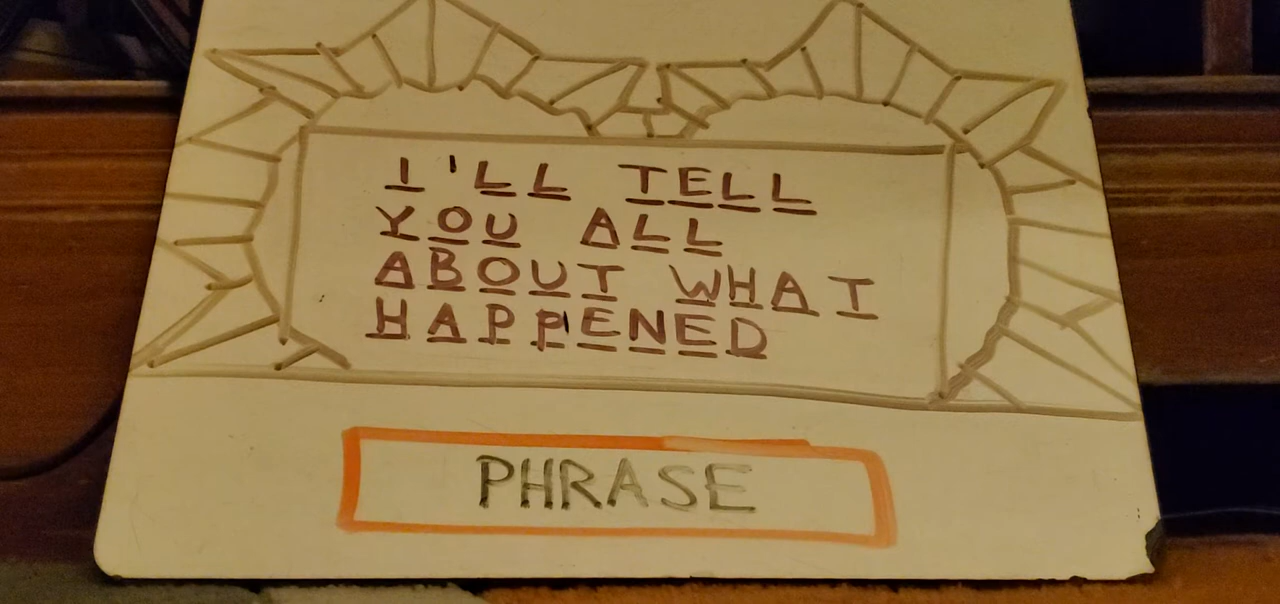 I'LL TELL
YOU ALL
ABOUT WHAT
HAPPENED
PHRASE